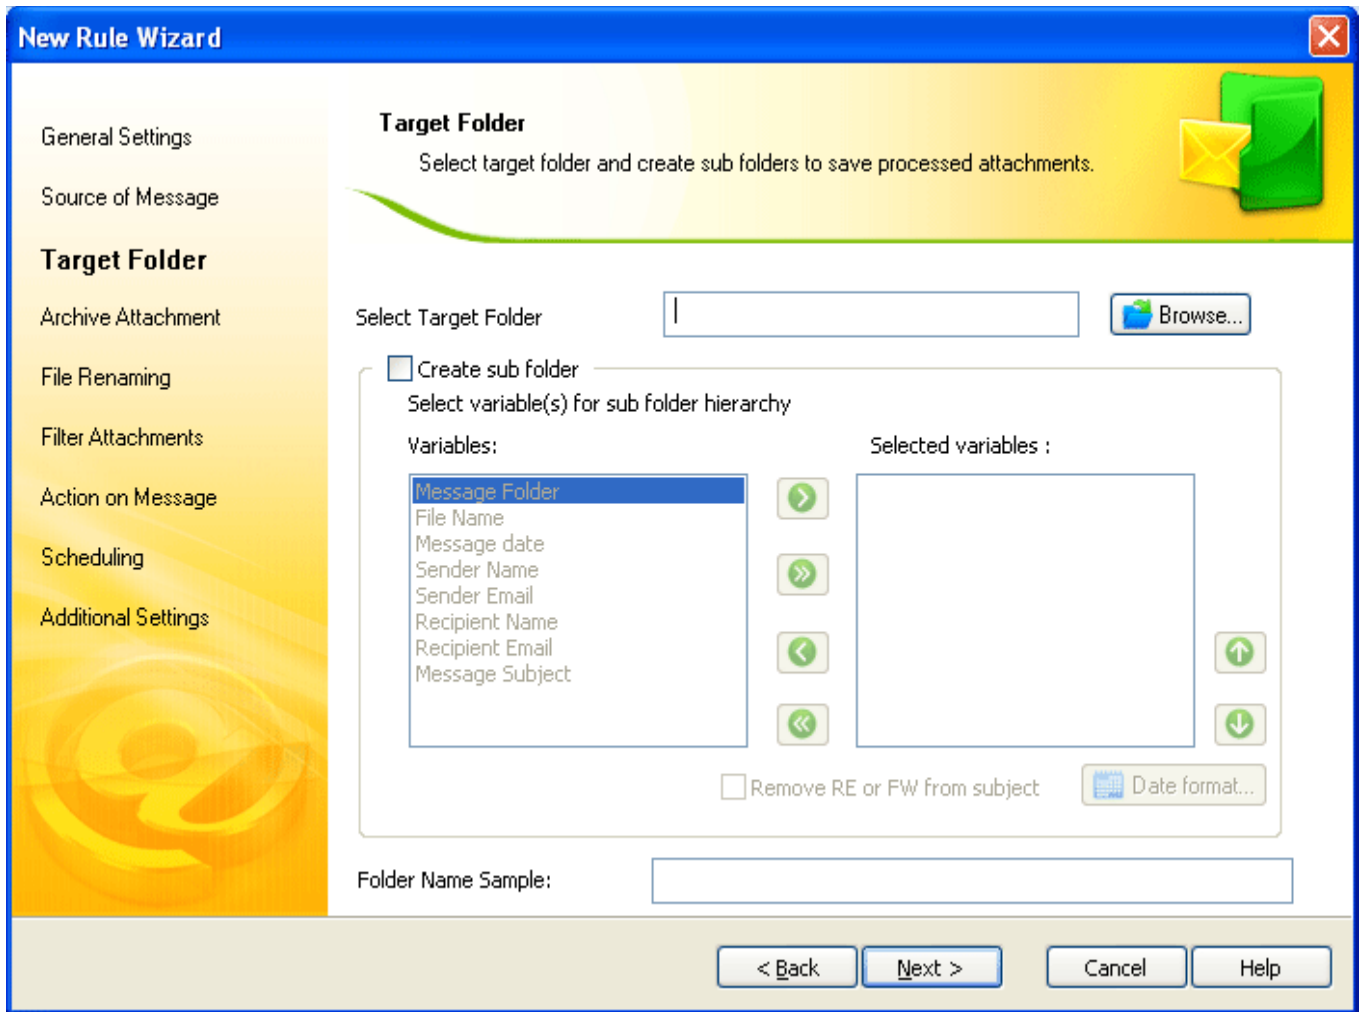 New Rule Wizard
General Settings
Source of Message
Target Folder
Archive Attachment
File Renaming
Filter Attachments
Action on Message
Scheduling
Additional Settings
Target Folder
Select target folder and create sub folders to save processed attachments.
Select Target Folder
Browse...
Create sub folder
Select variable(s) for sub folder hierarchy
Variables:
Selected variables :
Message Folder
File Name
Message date
Sender Name
Sender Email
Recipient Name
Recipient Email
Message Subject
Remove RE or FW from subject
Date format...
Folder Name Sample:
< Back
Next >
Cancel
Help